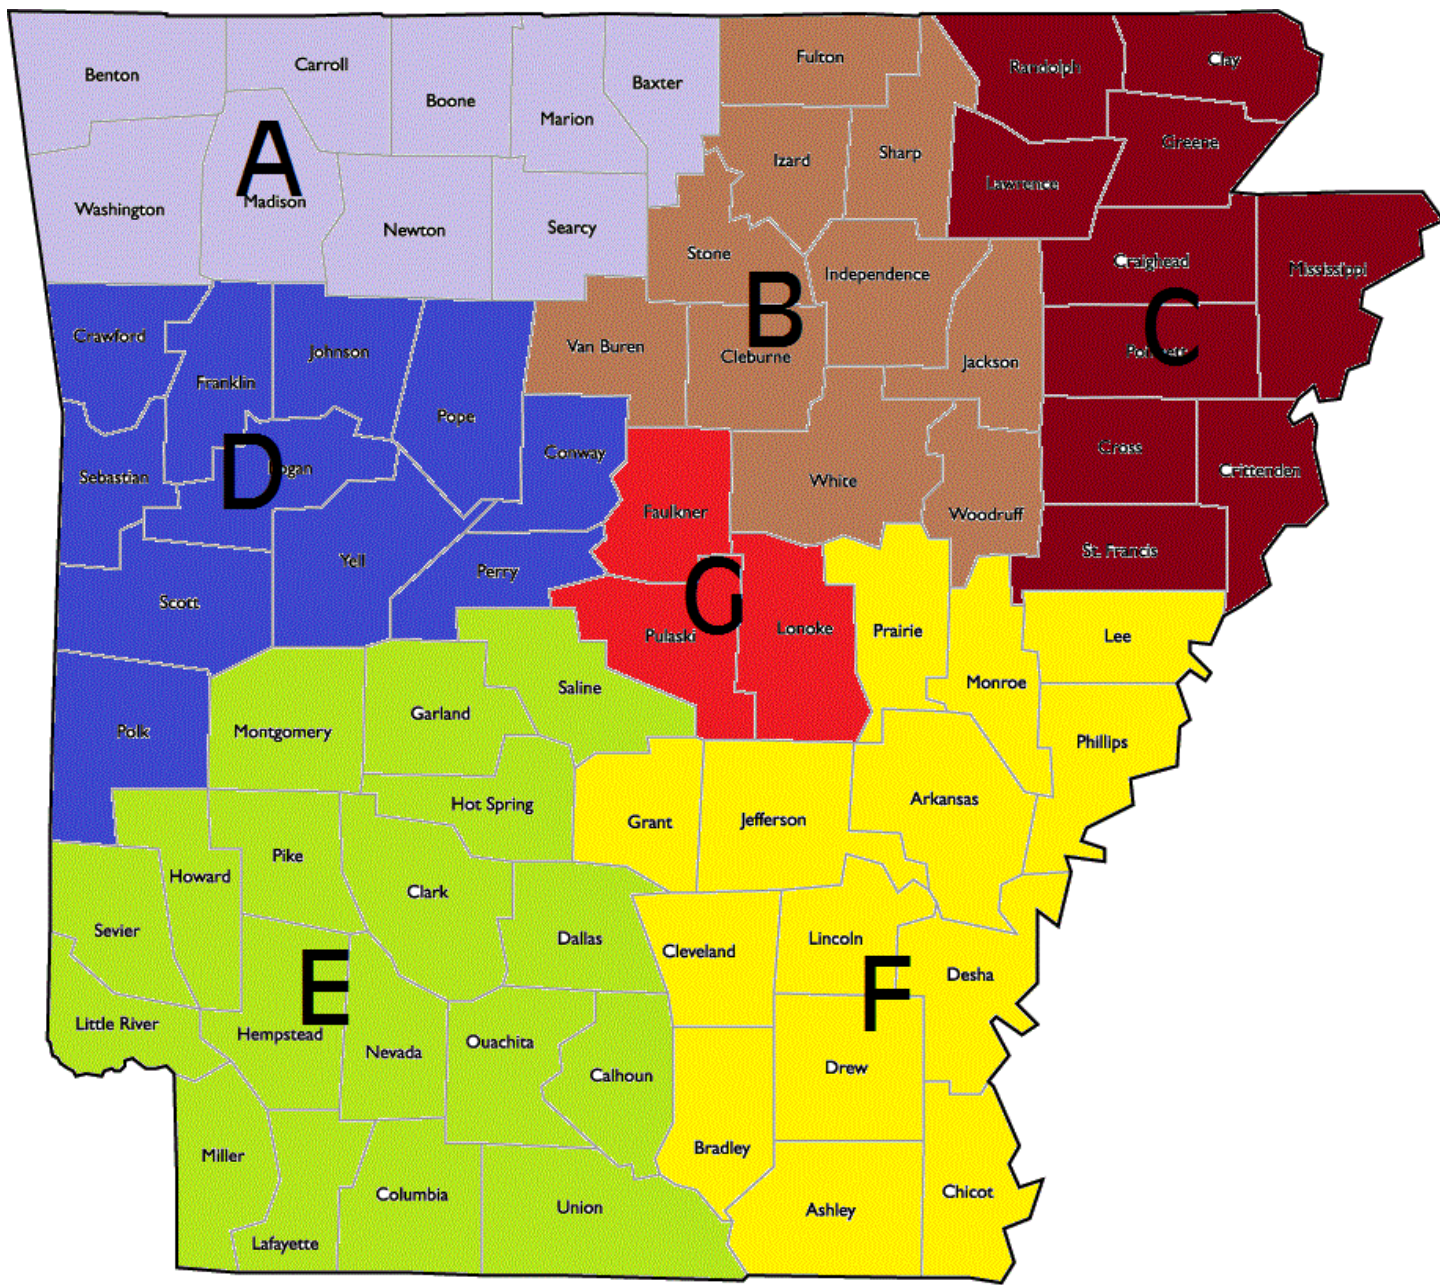 Benton
Carroll
Boone
Marion
Baxter
Fulton
Randolph
Clay
Washington
A
Madison
Newton
Searcy
Izard
Sharp
Lawrence
Greene
Stone
B
Independence
Craighead
Mississippi
Crawford
Johnson
Franklin
Pope
Van Buren
Cleburne
Jackson
C
Poinsett
Sebastian
D
Logan
Conway
White
Woodruff
Cross
Crittenden
Faulkner
St. Francis
Scott
Yell
Perry
G
Pulaski
Lonoke
Prairie
Monroe
Lee
Polk
Montgomery
Garland
Saline
Phillips
Hot Spring
Grant
Jefferson
Arkansas
Howard
Pike
Clark
Sevier
Dallas
Cleveland
Lincoln
Desha
Little River
E
Hempstead
Nevada
Ouachita
Calhoun
F
Drew
Miller
Lafayette
Columbia
Union
Bradley
Ashley
Chicot